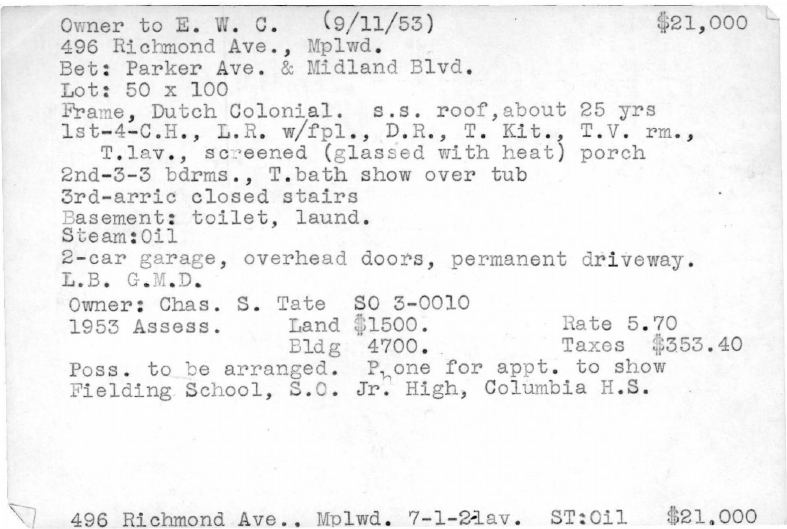 Owner to E. W. C. (9/11/53) $21,000
496 Richmond Ave., Mplwd.
Bet: Parker Ave. & Midland Blvd.
Lot: 50 x 100
Frame, Dutch Colonial. s.s. roof,about 25 yrs
1st-4-C.H., L.R. w/fpl., D.R., T. Kit., T.V. rm.,
T.lav., screened (glassed with heat) porch
2nd-3-3 bdrms., T.bath show over tub
3rd-arric closed stairs
Basement: toilet, laund.
Steam:Oil
2-car garage, overhead doors, permanent driveway.
L.B. G.M.D.
Owner: Chas. S. Tate SO 3-0010
1953 Assess. Land $1500. Rate 5.70
Bldg 4700. Taxes $353.40
Poss. to be arranged. Phone for appt. to show
Fielding School, S.O. Jr. High, Columbia H.S.
496 Richmond Ave., Mplwd. 7-1-2lav. ST:Oil $21,000